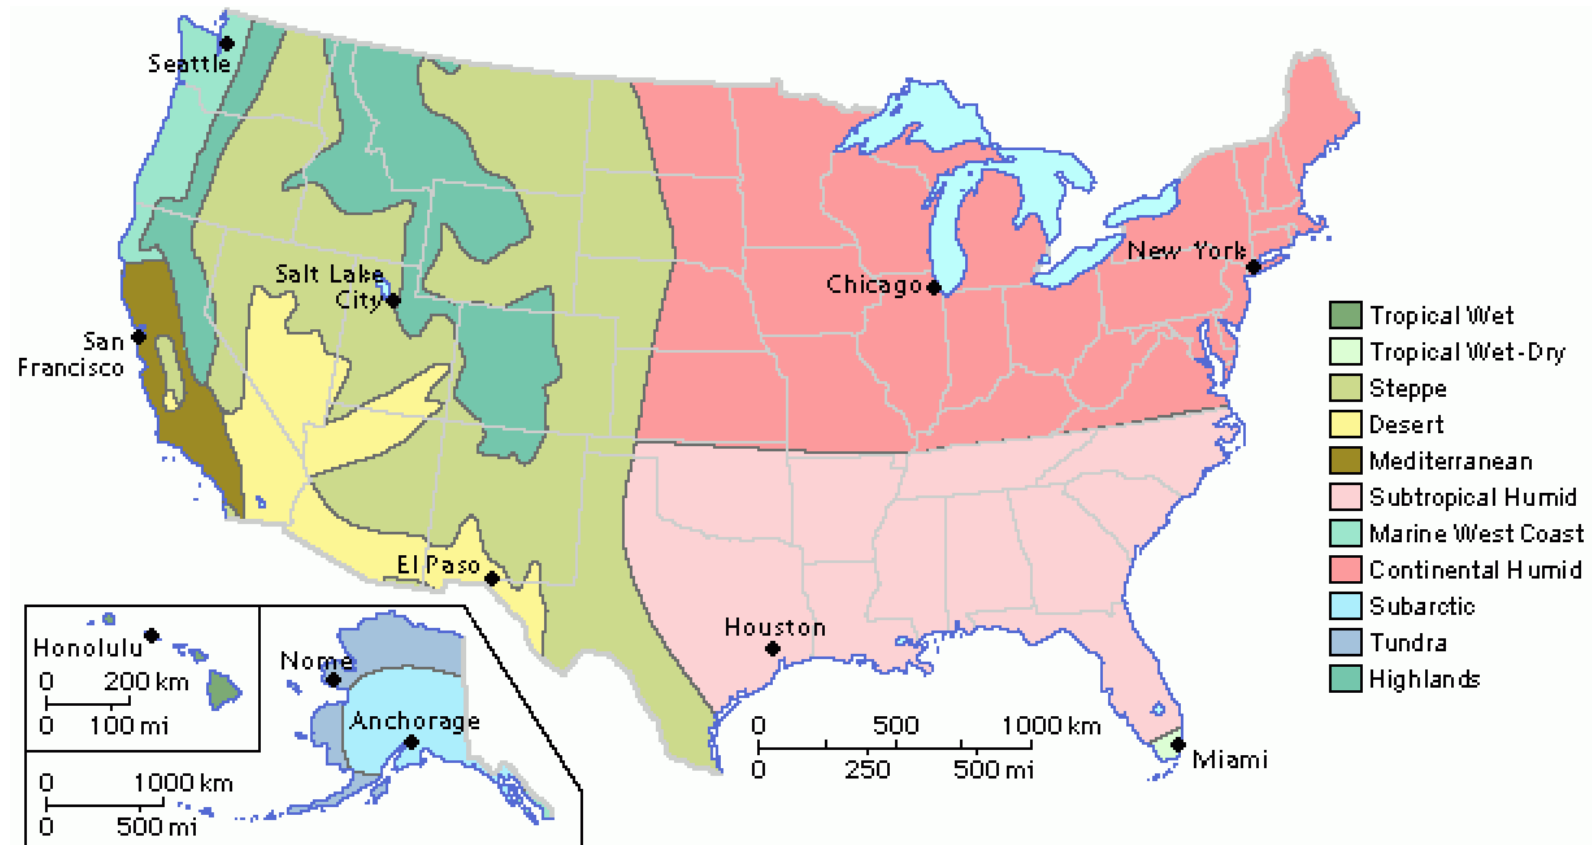 Seattle
Salt Lake
City
San
Francisco
Chicago
New York
El Paso
Houston
Miami
Honolulu
0 200 km
0 100 mi
Nome
Anchorage
0 1000 km
0 500 mi
0 500 1000 km
0 250 500 mi
Tropical Wet
Tropical Wet-Dry
Steppe
Desert
Mediterranean
Subtropical Humid
Marine West Coast
Continental Humid
Subarctic
Tundra
Highlands